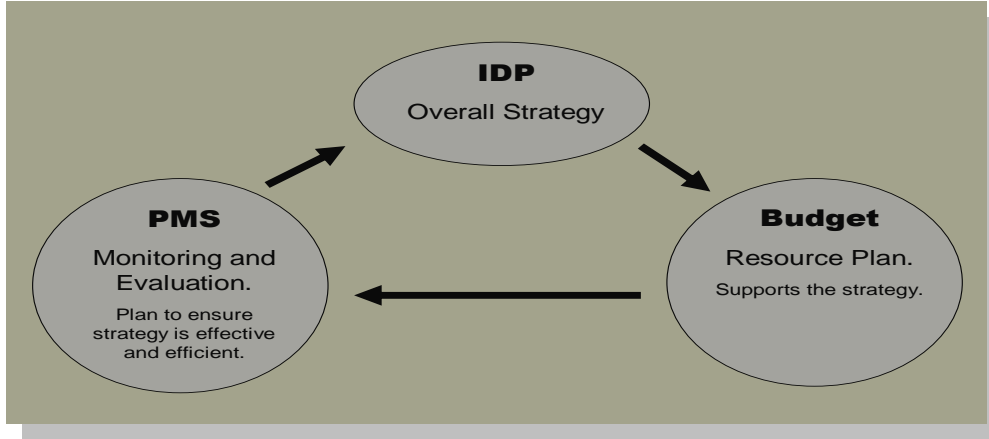 IDP
Overall Strategy
PMS
Monitoring and
Evaluation.
Plan to ensure
strategy is effective
and efficient.
Budget
Resource Plan.
Supports the strategy.